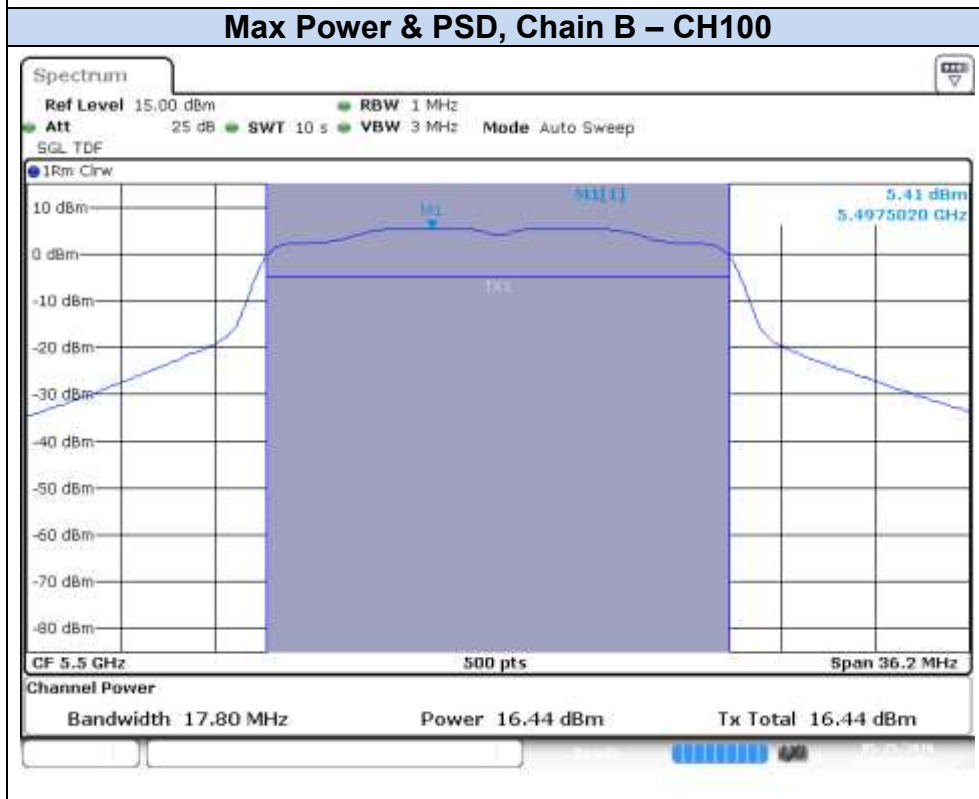 Max Power & PSD, Chain B – CH100
Spectrum
Ref Level 15.00 dBm RBW 1 MHz
Att 25 dB SWT 10 s VBW 3 MHz Mode Auto Sweep
SGL TDF
1Rm Clrw
M1[1] 5.41 dBm
5.4975020 GHz
M1
10 dBm
0 dBm
TX1
-10 dBm
-20 dBm
-30 dBm
-40 dBm
-50 dBm
-60 dBm
-70 dBm
-80 dBm
CF 5.5 GHz 500 pts Span 36.2 MHz
Channel Power
Bandwidth 17.80 MHz Power 16.44 dBm Tx Total 16.44 dBm